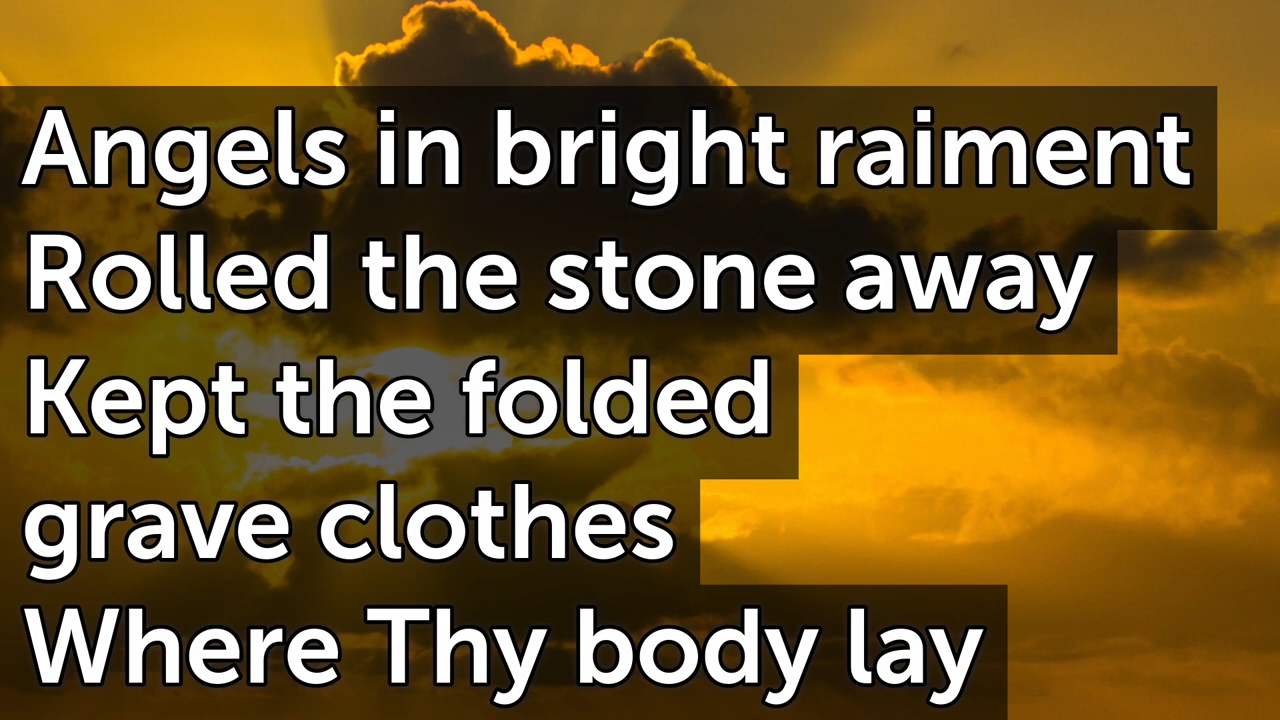 Angels in bright raiment
Rolled the stone away
Kept the folded
grave clothes
Where Thy body lay